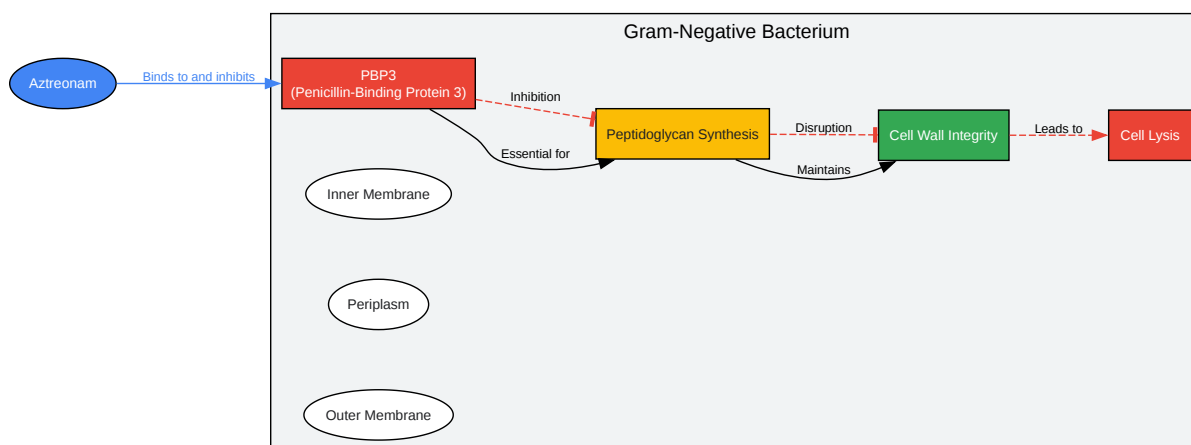 Gram-Negative Bacterium
Aztreonam
Binds to and inhibits
PBP3
(Penicillin-Binding Protein 3)
Inhibition
Essential for
Peptidoglycan Synthesis
Disruption
Maintains
Cell Wall Integrity
Leads to
Cell Lysis
Inner Membrane
Periplasm
Outer Membrane